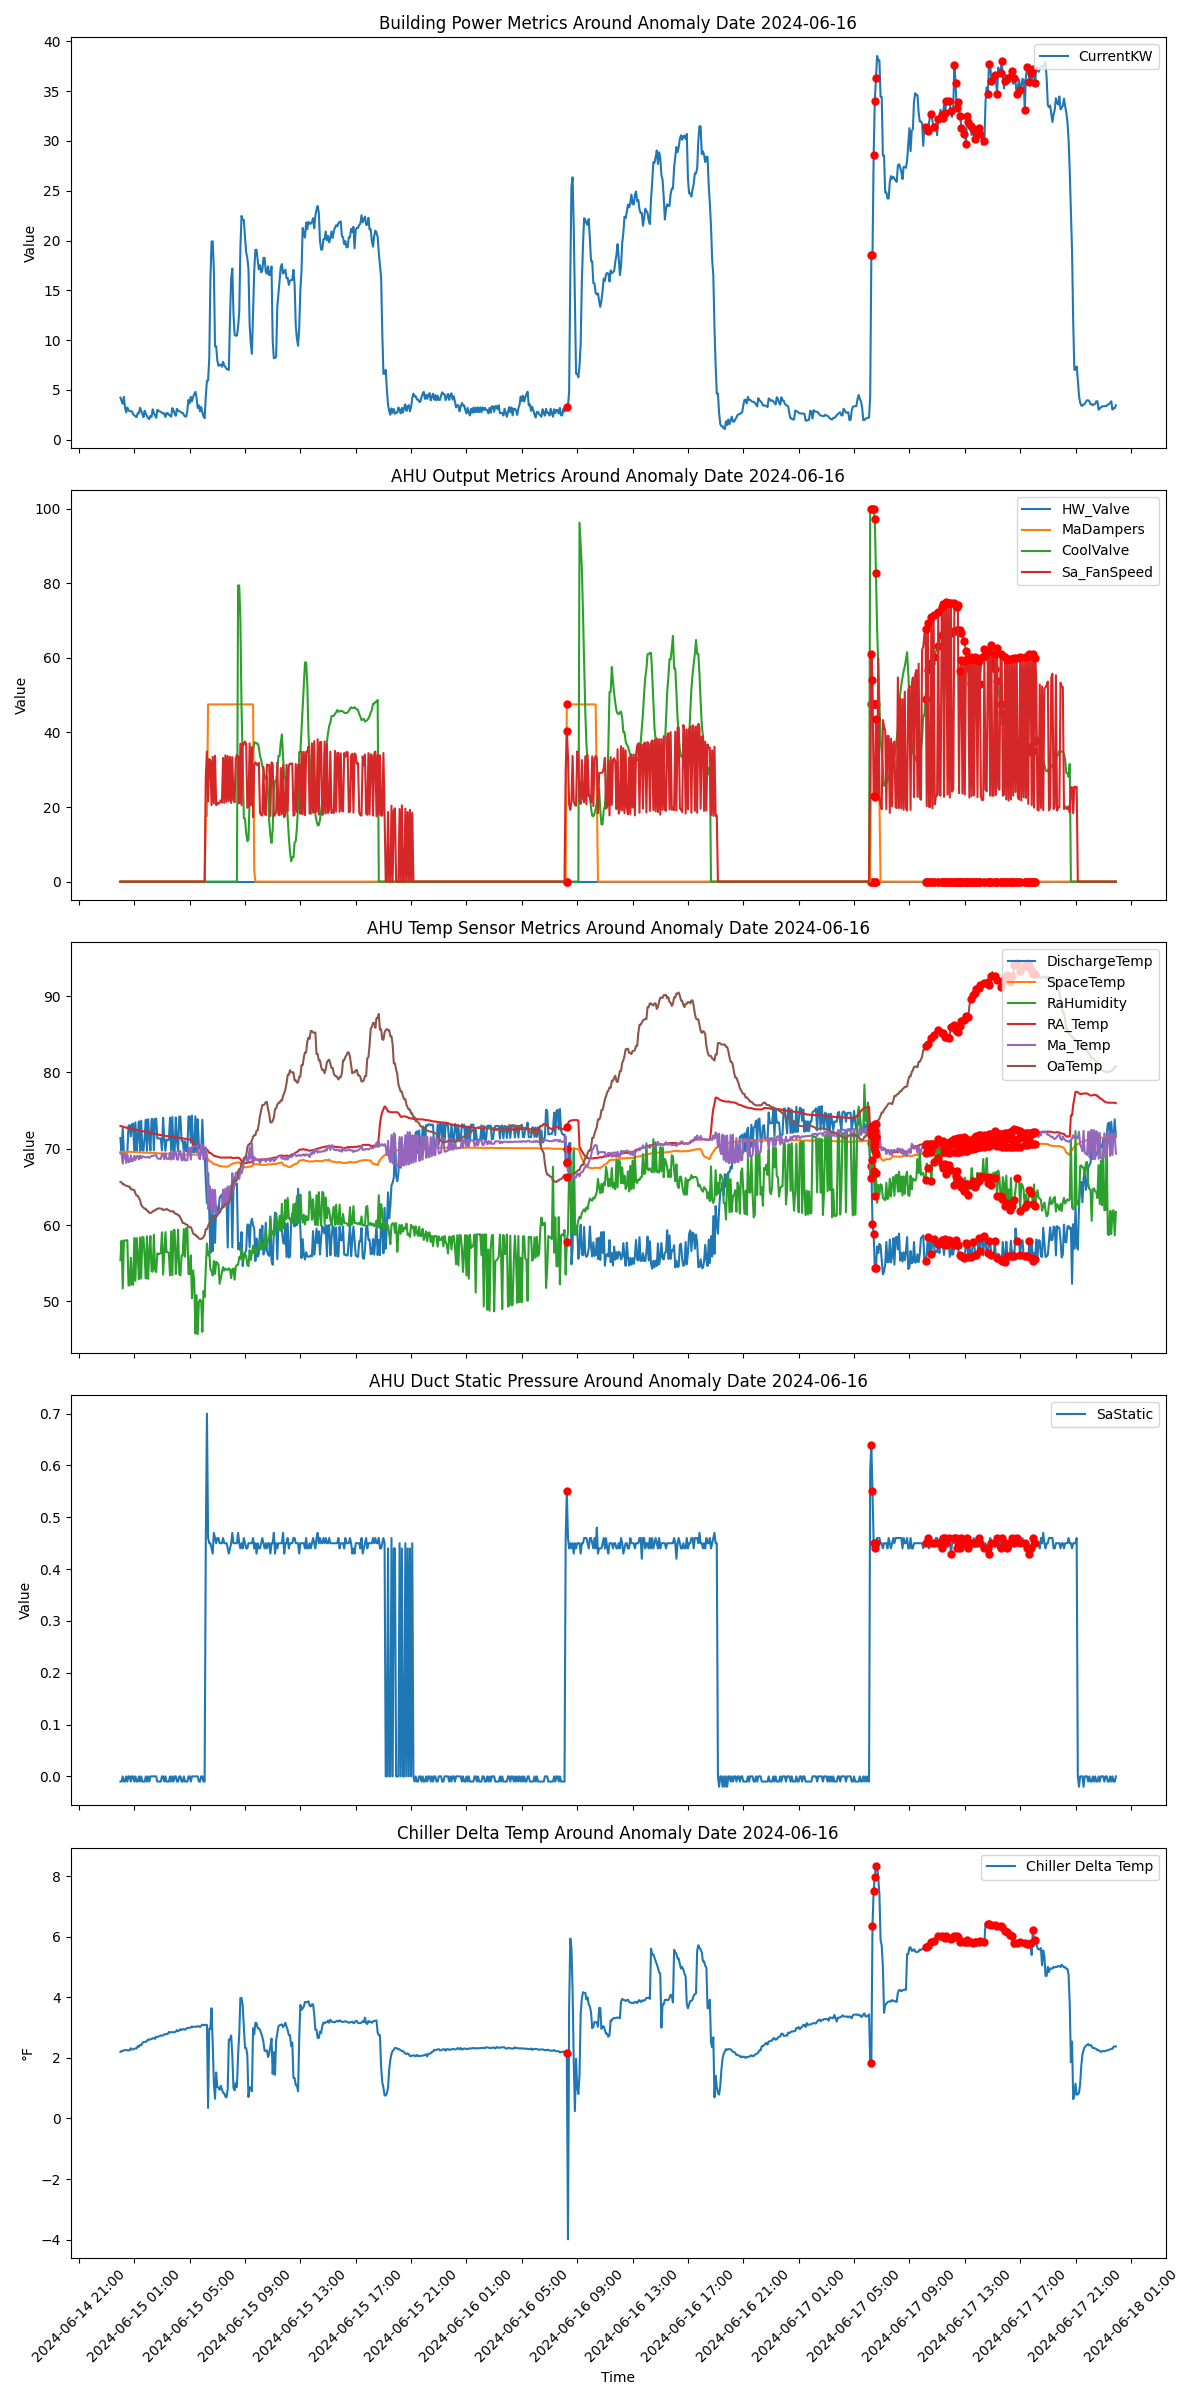 Building Power Metrics Around Anomaly Date 2024-06-16
40
35
30
25
20
15
10
5
0
Value
CurrentKW
AHU Output Metrics Around Anomaly Date 2024-06-16
100
80
60
40
20
0
Value
HW_Valve
MaDampers
CoolValve
Sa_FanSpeed
AHU Temp Sensor Metrics Around Anomaly Date 2024-06-16
90
80
70
60
50
Value
DischargeTemp
SpaceTemp
RaHumidity
RA_Temp
Ma_Temp
OaTemp
AHU Duct Static Pressure Around Anomaly Date 2024-06-16
0.7
0.6
0.5
0.4
0.3
0.2
0.1
0.0
Value
SaStatic
Chiller Delta Temp Around Anomaly Date 2024-06-16
8
6
4
2
0
−2
−4
°F
Chiller Delta Temp
2024-06-14 21:00
2024-06-15 01:00
2024-06-15 05:00
2024-06-15 09:00
2024-06-15 13:00
2024-06-15 17:00
2024-06-15 21:00
2024-06-16 01:00
2024-06-16 05:00
2024-06-16 09:00
2024-06-16 13:00
2024-06-16 17:00
2024-06-16 21:00
2024-06-17 01:00
2024-06-17 05:00
2024-06-17 09:00
2024-06-17 13:00
2024-06-17 17:00
2024-06-17 21:00
2024-06-18 01:00
Time